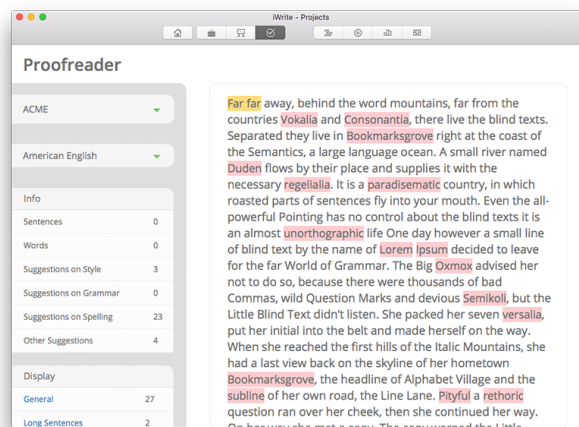 iWrite - Projects
Proofreader
ACME
American English
Info
Sentences 0
Words 0
Suggestions on Style 3
Suggestions on Grammar 0
Suggestions on Spelling 23
Other Suggestions 4
Display
General 27
Long Sentences 2
Far far away, behind the word mountains, far from the
countries Vokalia and Consonantia, there live the blind texts.
Separated they live in Bookmarksgrove right at the coast of
the Semantics, a large language ocean. A small river named
Duden flows by their place and supplies it with the
necessary regelialia. It is a paradisematic country, in which
roasted parts of sentences fly into your mouth. Even the all-
powerful Pointing has no control about the blind texts it is
an almost unorthographic life One day however a small line
of blind text by the name of Lorem Ipsum decided to leave
for the far World of Grammar. The Big Oxmox advised her
not to do so, because there were thousands of bad
Commas, wild Question Marks and devious Semikoli, but the
Little Blind Text didn't listen. She packed her seven versalia,
put her initial into the belt and made herself on the way.
When she reached the first hills of the Italic Mountains, she
had a last view back on the skyline of her hometown
Bookmarksgrove, the headline of Alphabet Village and the
subline of her own road, the Line Lane. Pityful a rethoric
question ran over her cheek, then she continued her way.
On her way she met a copy. The copy warned the Little